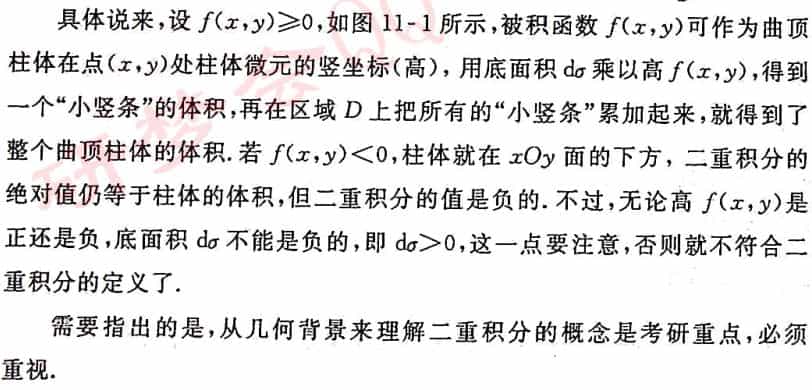 具体说来,设 f(x,y)≥0,如图 11-1 所示,被积函数 f(x,y)可作为曲顶
柱体在点(x,y)处柱体微元的竖坐标(高), 用底面积 dσ 乘以高 f(x,y),得到
一个“小竖条”的体积,再在区域 D 上把所有的“小竖条”累加起来,就得到了
整个曲顶柱体的体积. 若 f(x,y)<0,柱体就在 xOy 面的下方, 二重积分的
绝对值仍等于柱体的体积,但二重积分的值是负的. 不过,无论高 f(x,y)是
正还是负,底面积 dσ 不能是负的,即 dσ>0,这一点要注意,否则就不符合二
重积分的定义了.
需要指出的是,从几何背景来理解二重积分的概念是考研重点,必须
重视.